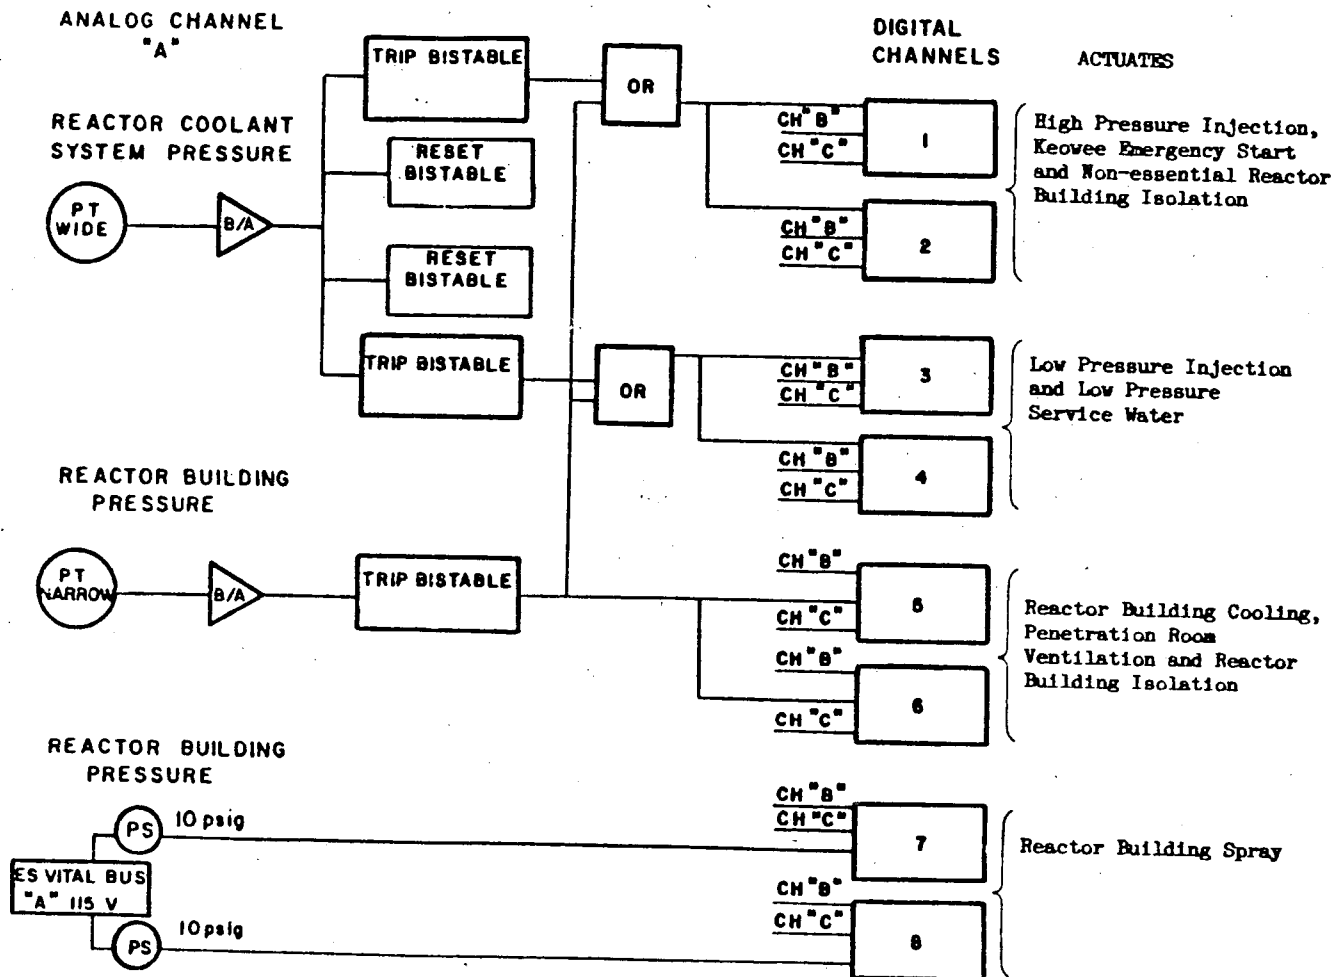 ANALOG CHANNEL
"A"
DIGITAL
CHANNELS
ACTUATES
TRIP BISTABLE
OR
REACTOR COOLANT
SYSTEM PRESSURE
RESET
BISTABLE
CH "B"
CH "C"
1
High Pressure Injection,
Keowee Emergency Start
and Non-essential Reactor
Building Isolation
PT
WIDE
B/A
CH "B"
CH "C"
2
RESET
BISTABLE
TRIP BISTABLE
OR
CH "B"
CH "C"
3
Low Pressure Injection
and Low Pressure
Service Water
CH "B"
CH "C"
4
REACTOR BUILDING
PRESSURE
PT
NARROW
B/A
TRIP BISTABLE
CH "B"
CH "C"
5
Reactor Building Cooling,
Penetration Room
Ventilation and Reactor
Building Isolation
CH "B"
CH "C"
6
REACTOR BUILDING
PRESSURE
PS
10 psig
CH "B"
CH "C"
7
Reactor Building Spray
ES VITAL BUS
"A" 115 V
PS
10 psig
CH "B"
CH "C"
8